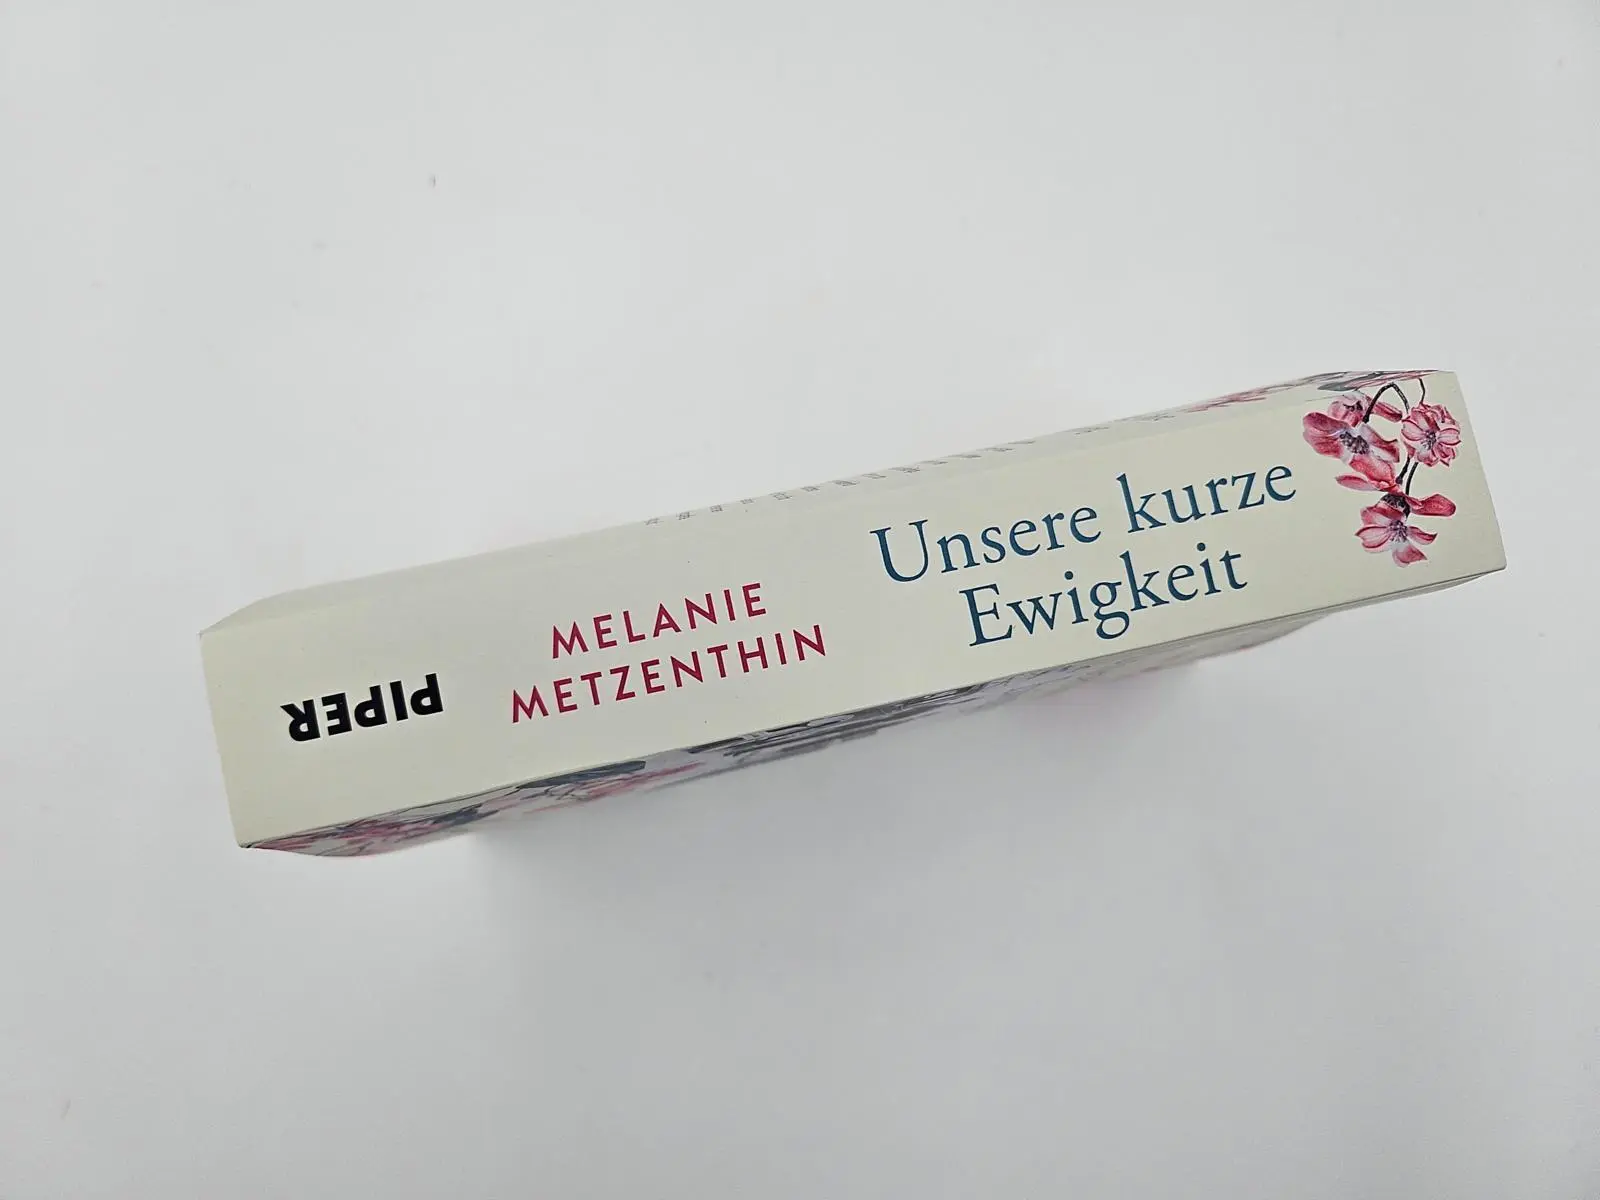 PIPER
MELANIE
METZENTHIN
Unsere kurze
Ewigkeit